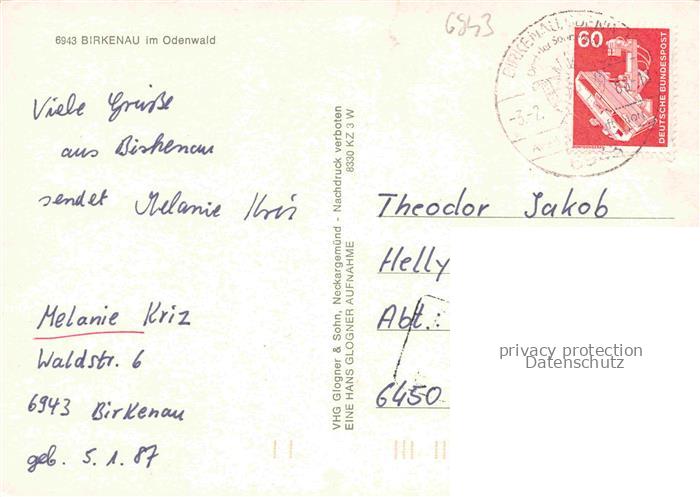 6943 BIRKENAU im Odenwald
6943
Viele Grüße
aus Birkenau
sendet Melanie Kriz
Melanie Kriz
Waldstr. 6
6943 Birkenau
geb. 5.1.87
VHG Glogner & Sohn, Neckargemünd - Nachdruck verboten
EINE HANS GLOGNER AUFNAHME 8330 KZ 3 W
60
DEUTSCHE BUNDESPOST
Theodor Jakob
Helly
Abt.:
6450
privacy protection
Datenschutz